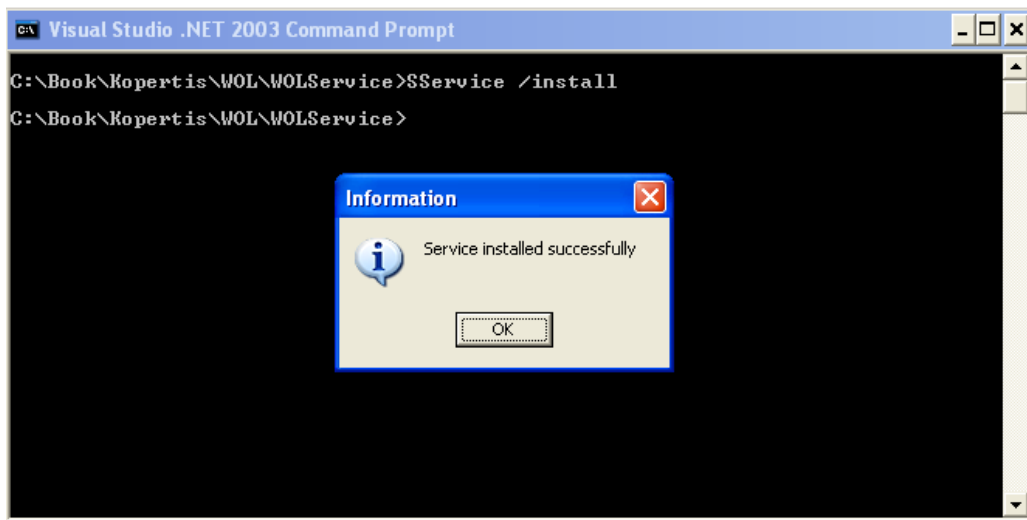 Visual Studio .NET 2003 Command Prompt
C:\Book\Kopertis\WOL\WOLService>SService /install
C:\Book\Kopertis\WOL\WOLService>
Information
Service installed successfully
OK